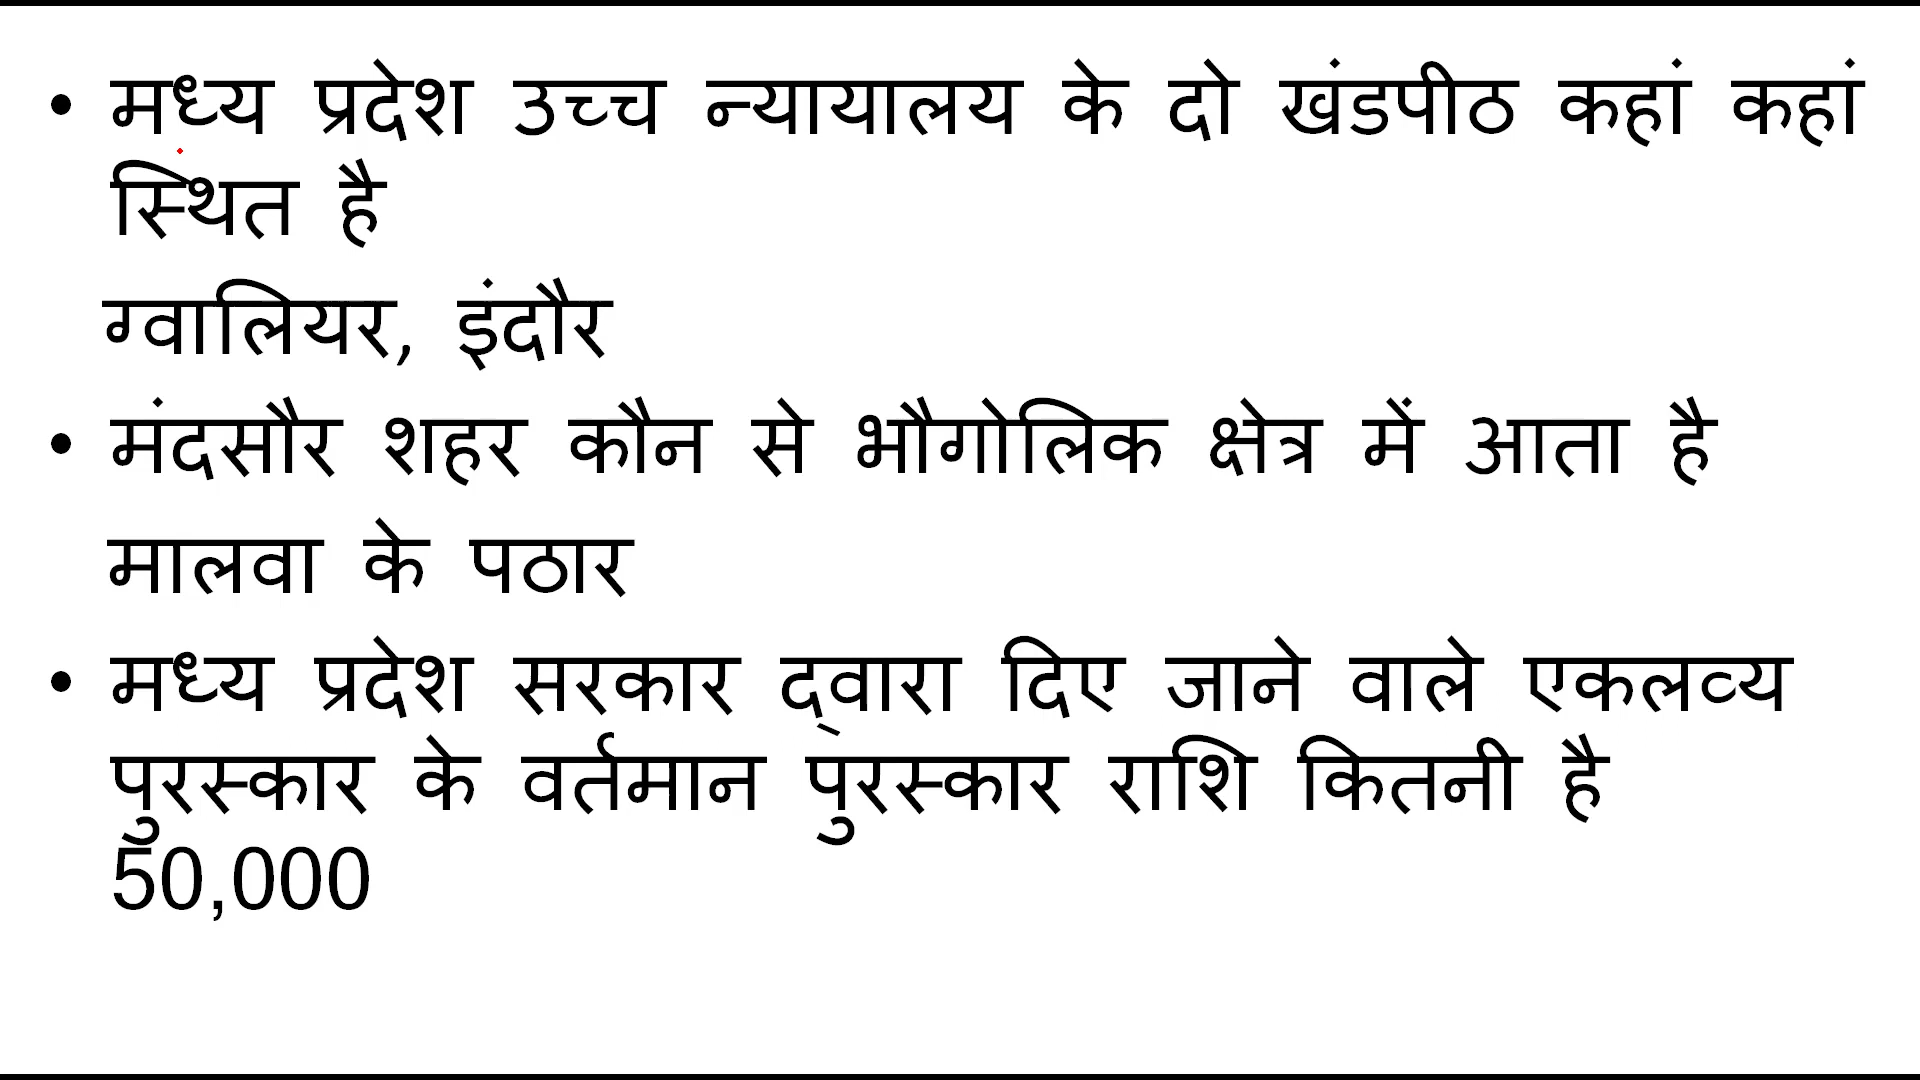 • मध्य प्रदेश उच्च न्यायालय के दो खंडपीठ कहां कहां
स्थित है
ग्वालियर, इंदौर
• मंदसौर शहर कौन से भौगोलिक क्षेत्र में आता है
मालवा के पठार
• मध्य प्रदेश सरकार द्वारा दिए जाने वाले एकलव्य
पुरस्कार के वर्तमान पुरस्कार राशि कितनी है
50,000